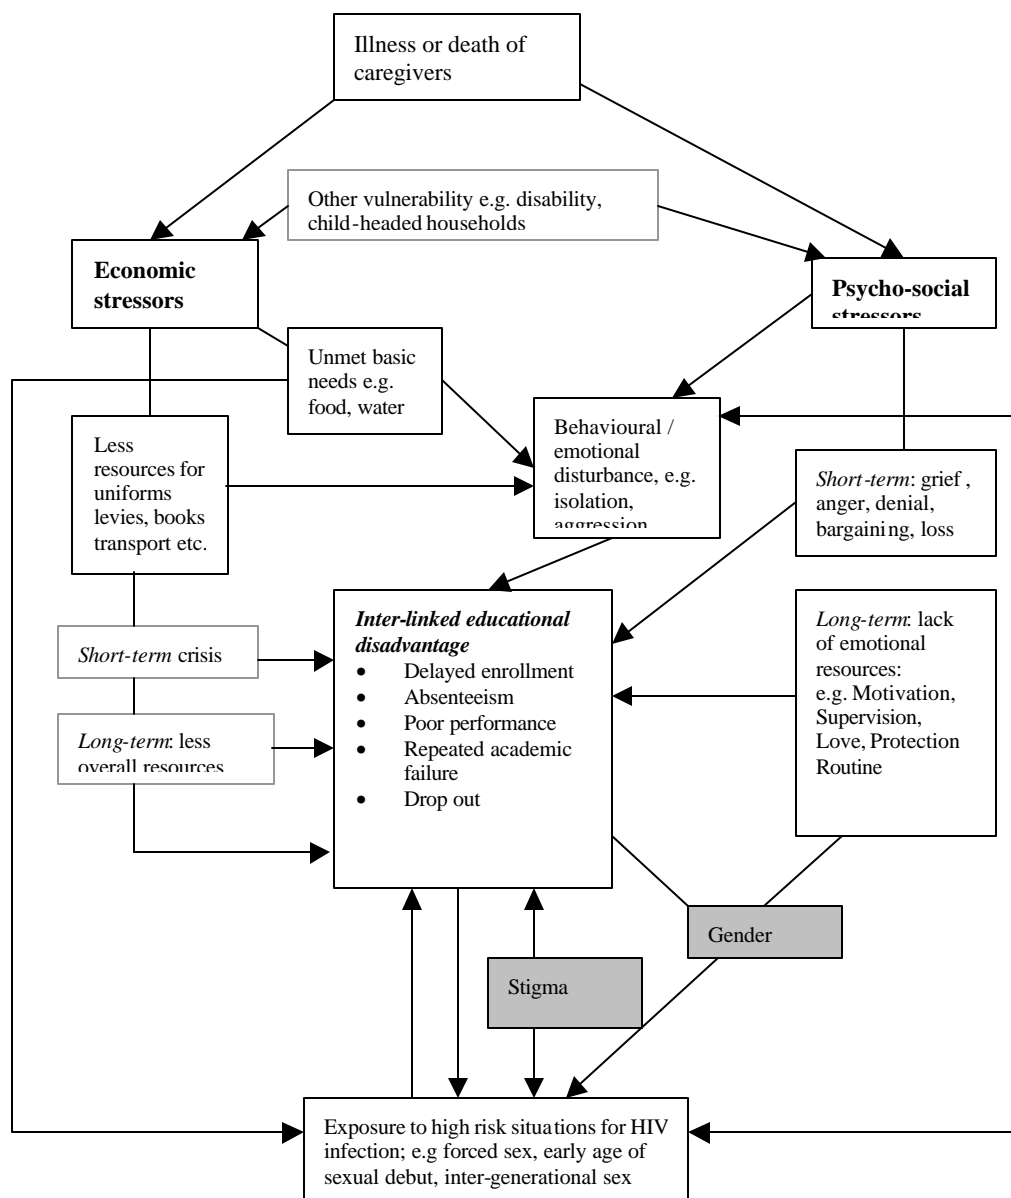 Illness or death of
caregivers
Other vulnerability e.g. disability,
child-headed households
Economic
stressors
Psycho-social
stressors
Unmet basic
needs e.g.
food, water
Behavioural /
emotional
disturbance, e.g.
isolation,
aggression
Less
resources for
uniforms
levies, books
transport etc.
Short-term: grief ,
anger, denial,
bargaining, loss
Inter-linked educational
disadvantage
• Delayed enrollment
• Absenteeism
• Poor performance
• Repeated academic
failure
• Drop out
Short-term crisis
Long-term: less
overall resources
Long-term: lack
of emotional
resources:
e.g. Motivation,
Supervision,
Love, Protection
Routine
Gender
Stigma
Exposure to high risk situations for HIV
infection; e.g forced sex, early age of
sexual debut, inter-generational sex